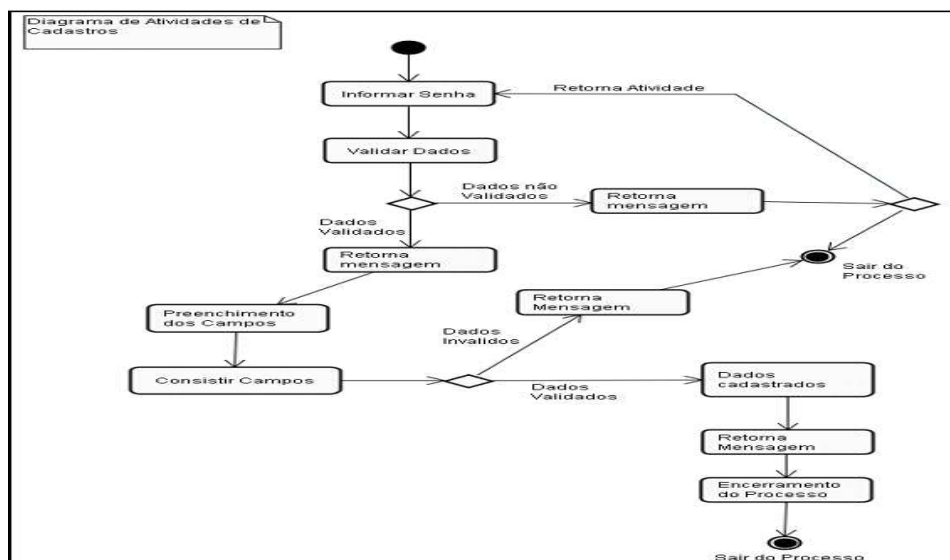 Diagrama de Atividades de
Cadastros
Informar Senha
Retorna Atividade
Validar Dados
Dados não
Validados
Retorna
mensagem
Dados
Validados
Retorna
mensagem
Sair do
Processo
Retorna
Mensagem
Preenchimento
dos Campos
Dados
Invalidos
Consistir Campos
Dados
Validados
Dados
cadastrados
Retorna
Mensagem
Encerramento
do Processo
Sair do Processo